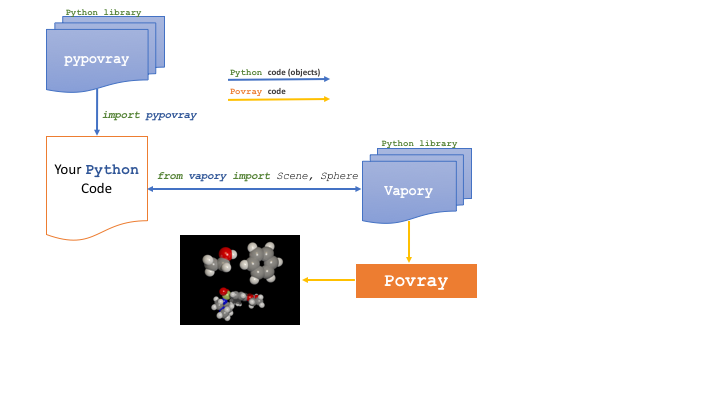 Python library
pypovray
Python code (objects)
Povray code
import pypovray
Python library
Your Python
Code
from vapory import Scene, Sphere
Vapory
Povray